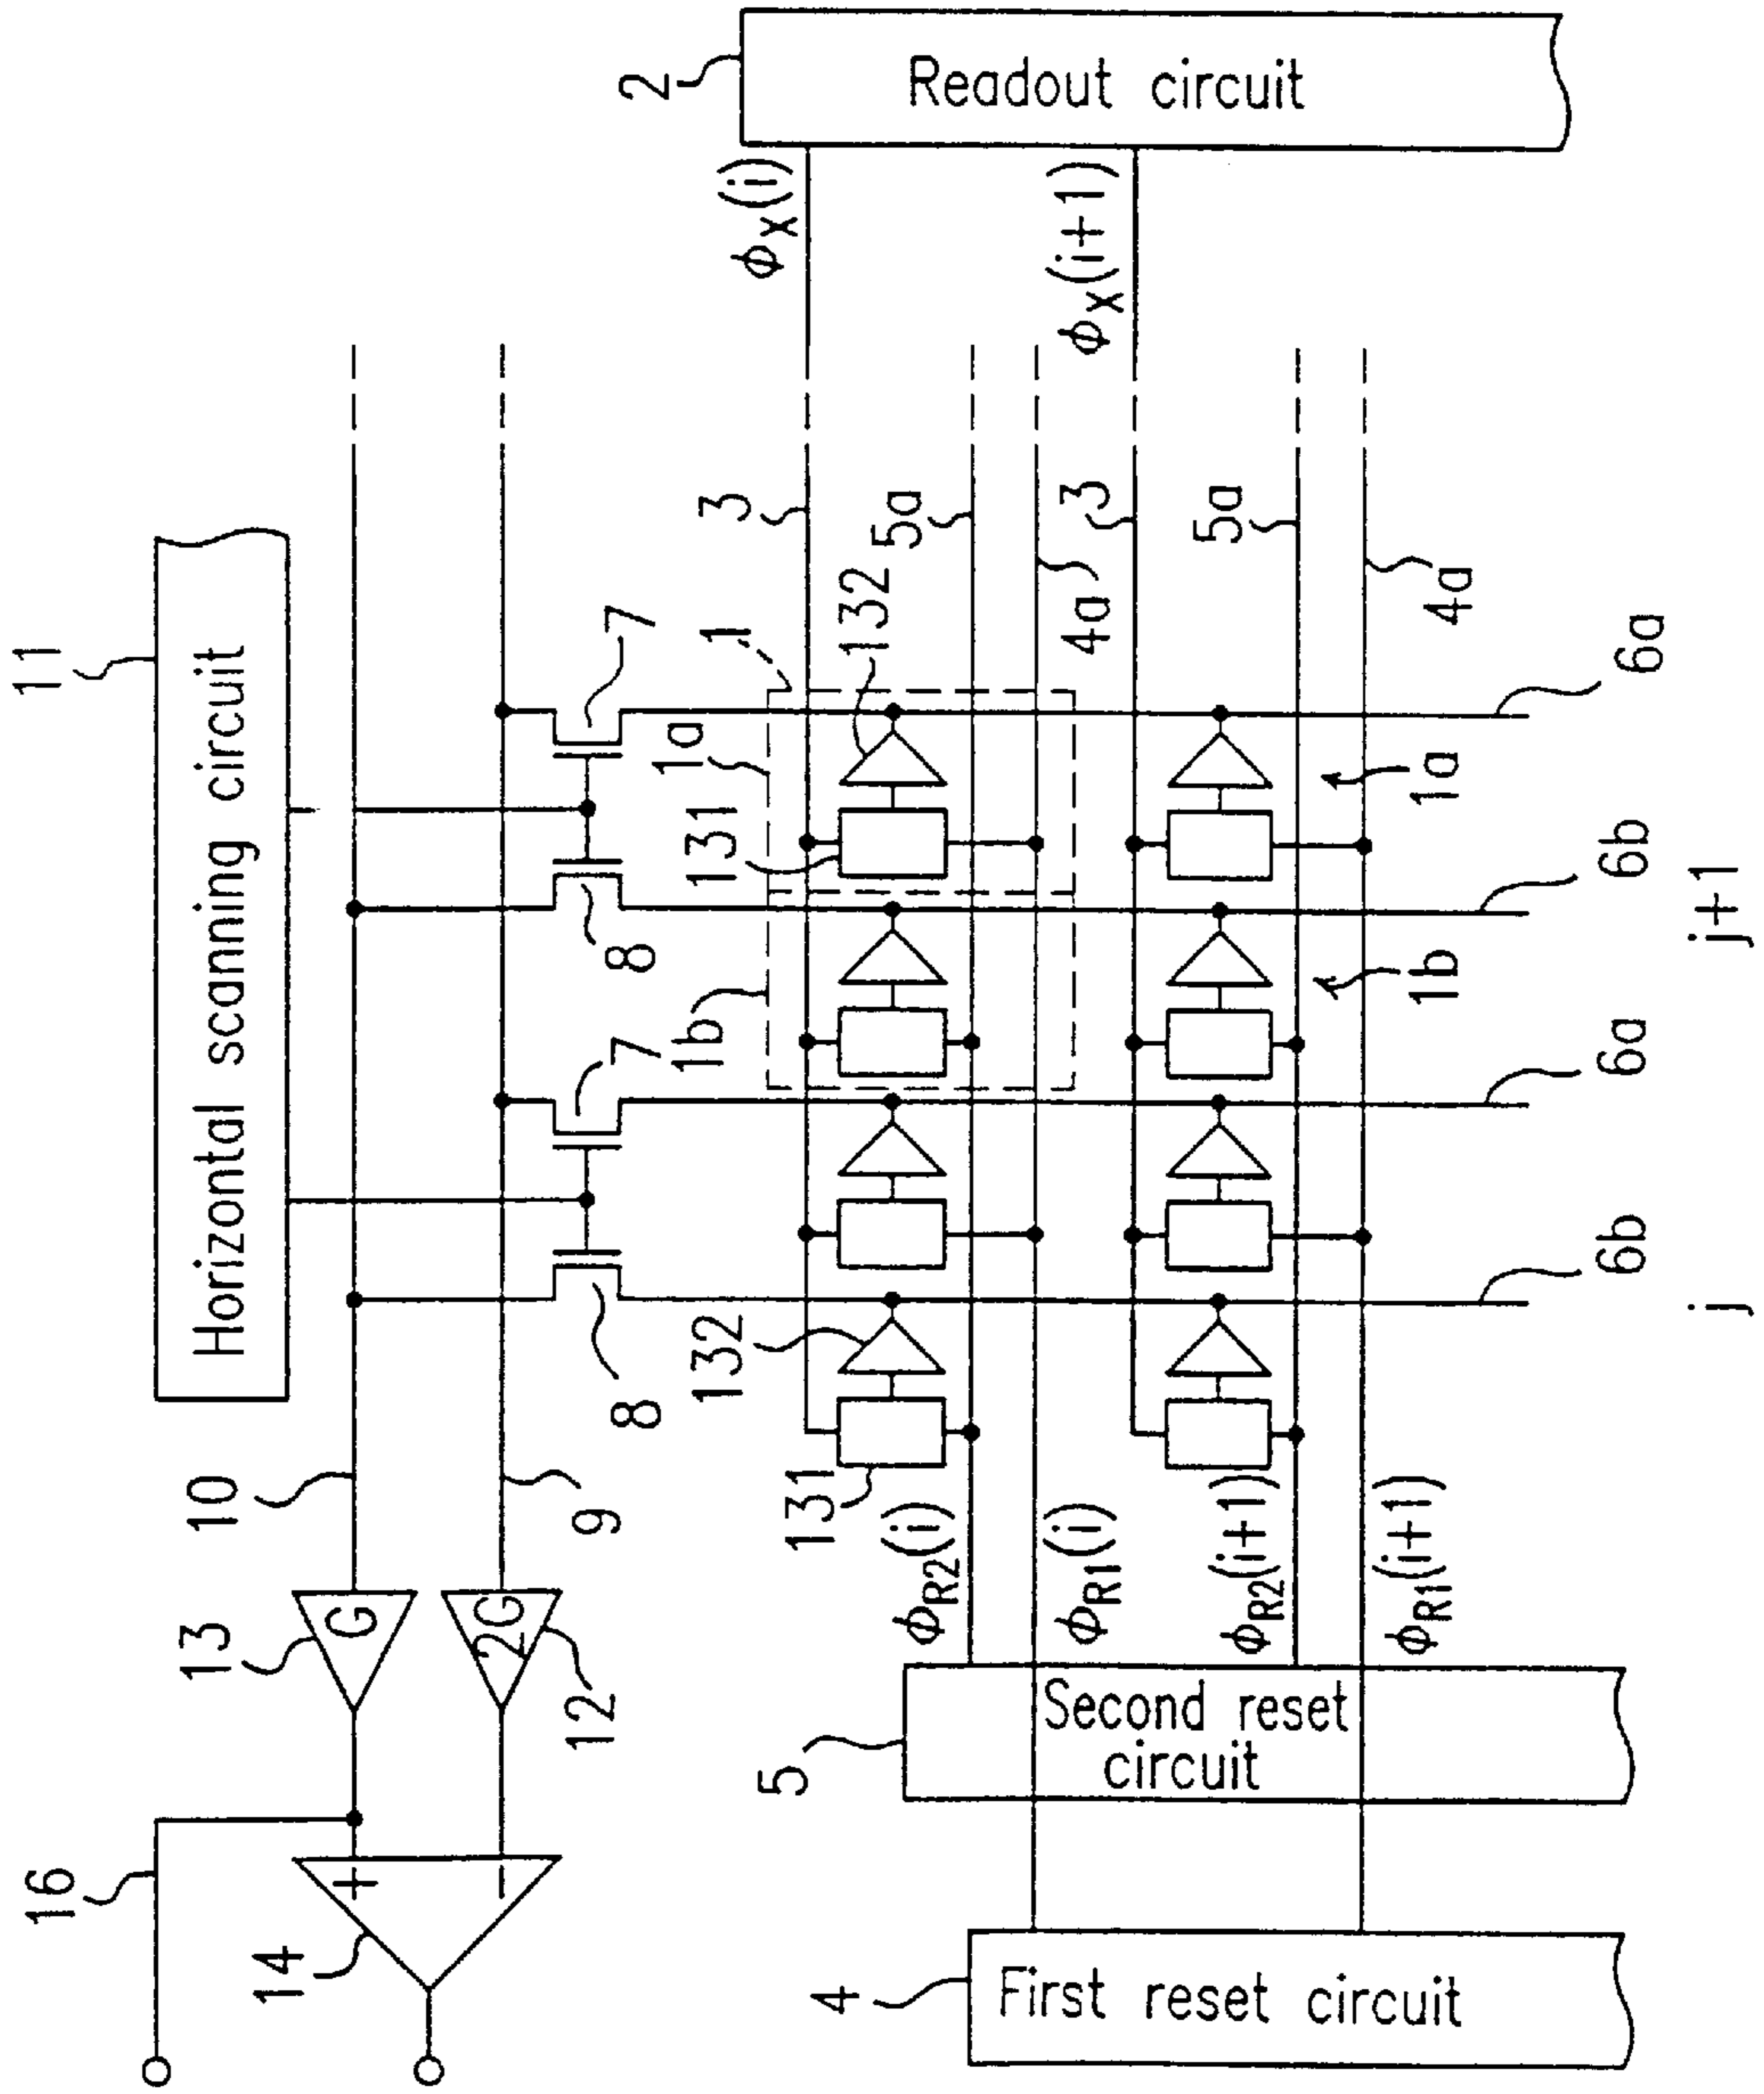 16
11
Horizontal scanning circuit
14
13
10
G
+
2G
−
12
9
8
7
8
7
2
132
1b
131
1a
1
3
ϕX(i)
Readout circuit
5
131
132
5a
4
ϕR2(i)
First reset circuit
Second reset
circuit
ϕR1(i)
4a
3
ϕX(i+1)
ϕR2(i+1)
5a
ϕR1(i+1)
1b
1a
4a
6b
6a
6b
6a
j
j+1